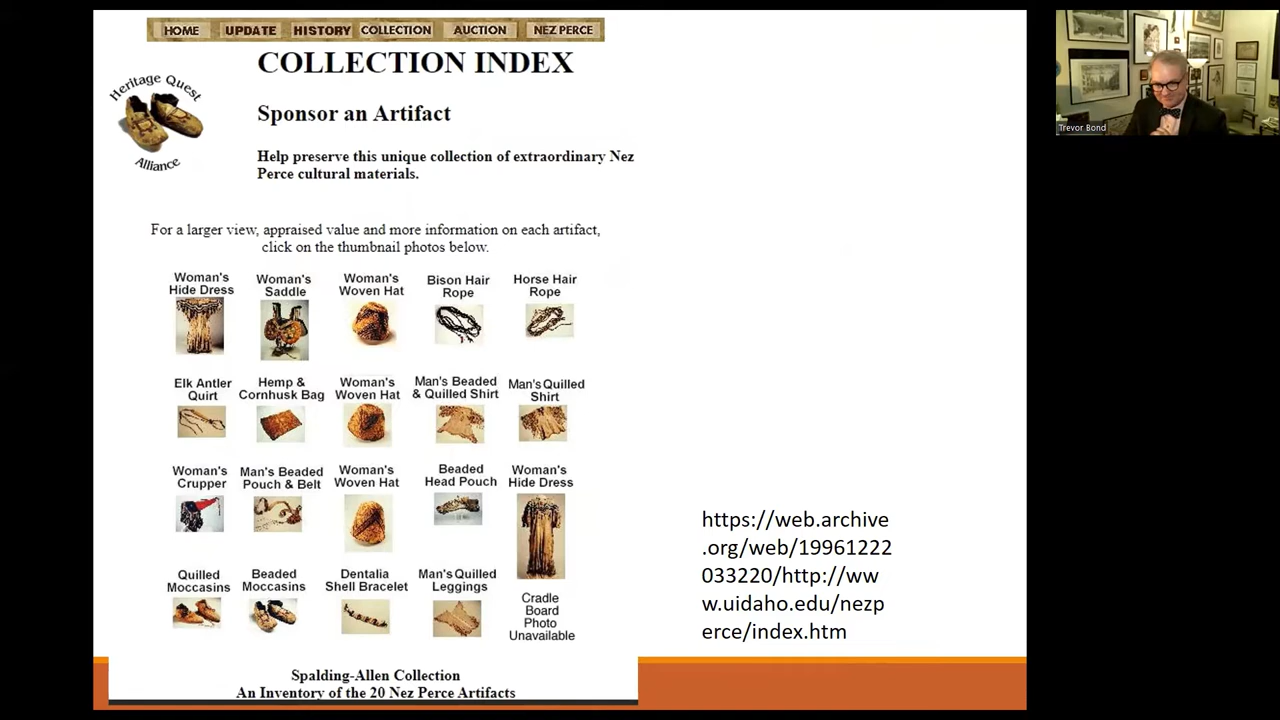 HOME UPDATE HISTORY COLLECTION AUCTION NEZ PERCE
COLLECTION INDEX
Heritage Quest
Alliance
Sponsor an Artifact
Help preserve this unique collection of extraordinary Nez
Perce cultural materials.
For a larger view, appraised value and more information on each artifact,
click on the thumbnail photos below.
Woman's
Hide Dress
Woman's
Saddle
Woman's
Woven Hat
Bison Hair
Rope
Horse Hair
Rope
Elk Antler
Quirt
Hemp &
Cornhusk Bag
Woman's
Woven Hat
Man's Beaded
& Quilled Shirt
Man's Quilled
Shirt
Woman's
Crupper
Man's Beaded
Pouch & Belt
Woman's
Woven Hat
Beaded
Head Pouch
Woman's
Hide Dress
Quilled
Moccasins
Beaded
Moccasins
Dentalia
Shell Bracelet
Man's Quilled
Leggings
Cradle
Board
Photo
Unavailable
Spalding-Allen Collection
An Inventory of the 20 Nez Perce Artifacts
https://web.archive
.org/web/19961222
033220/http://ww
w.uidaho.edu/nezp
erce/index.htm
Trevor Bond